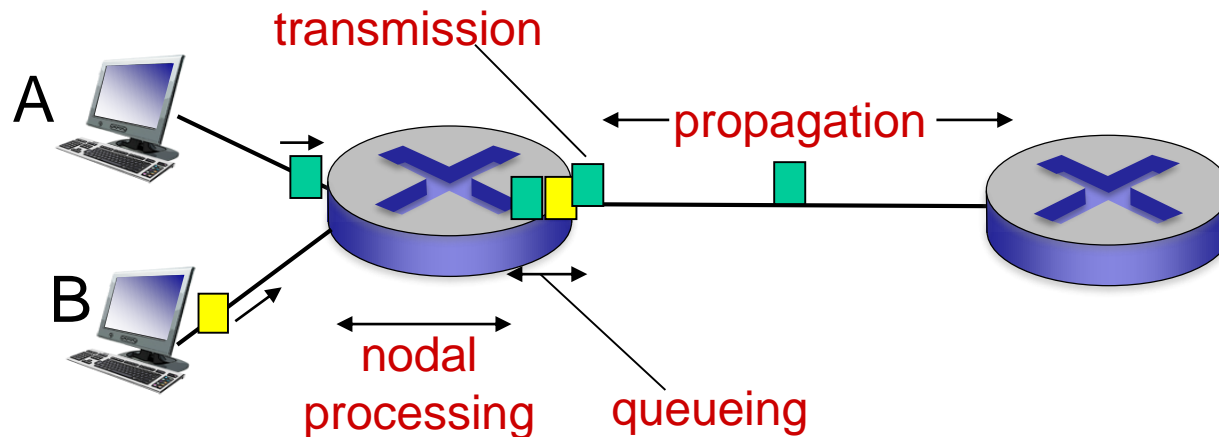 transmission
A
propagation
B
nodal
processing
queueing